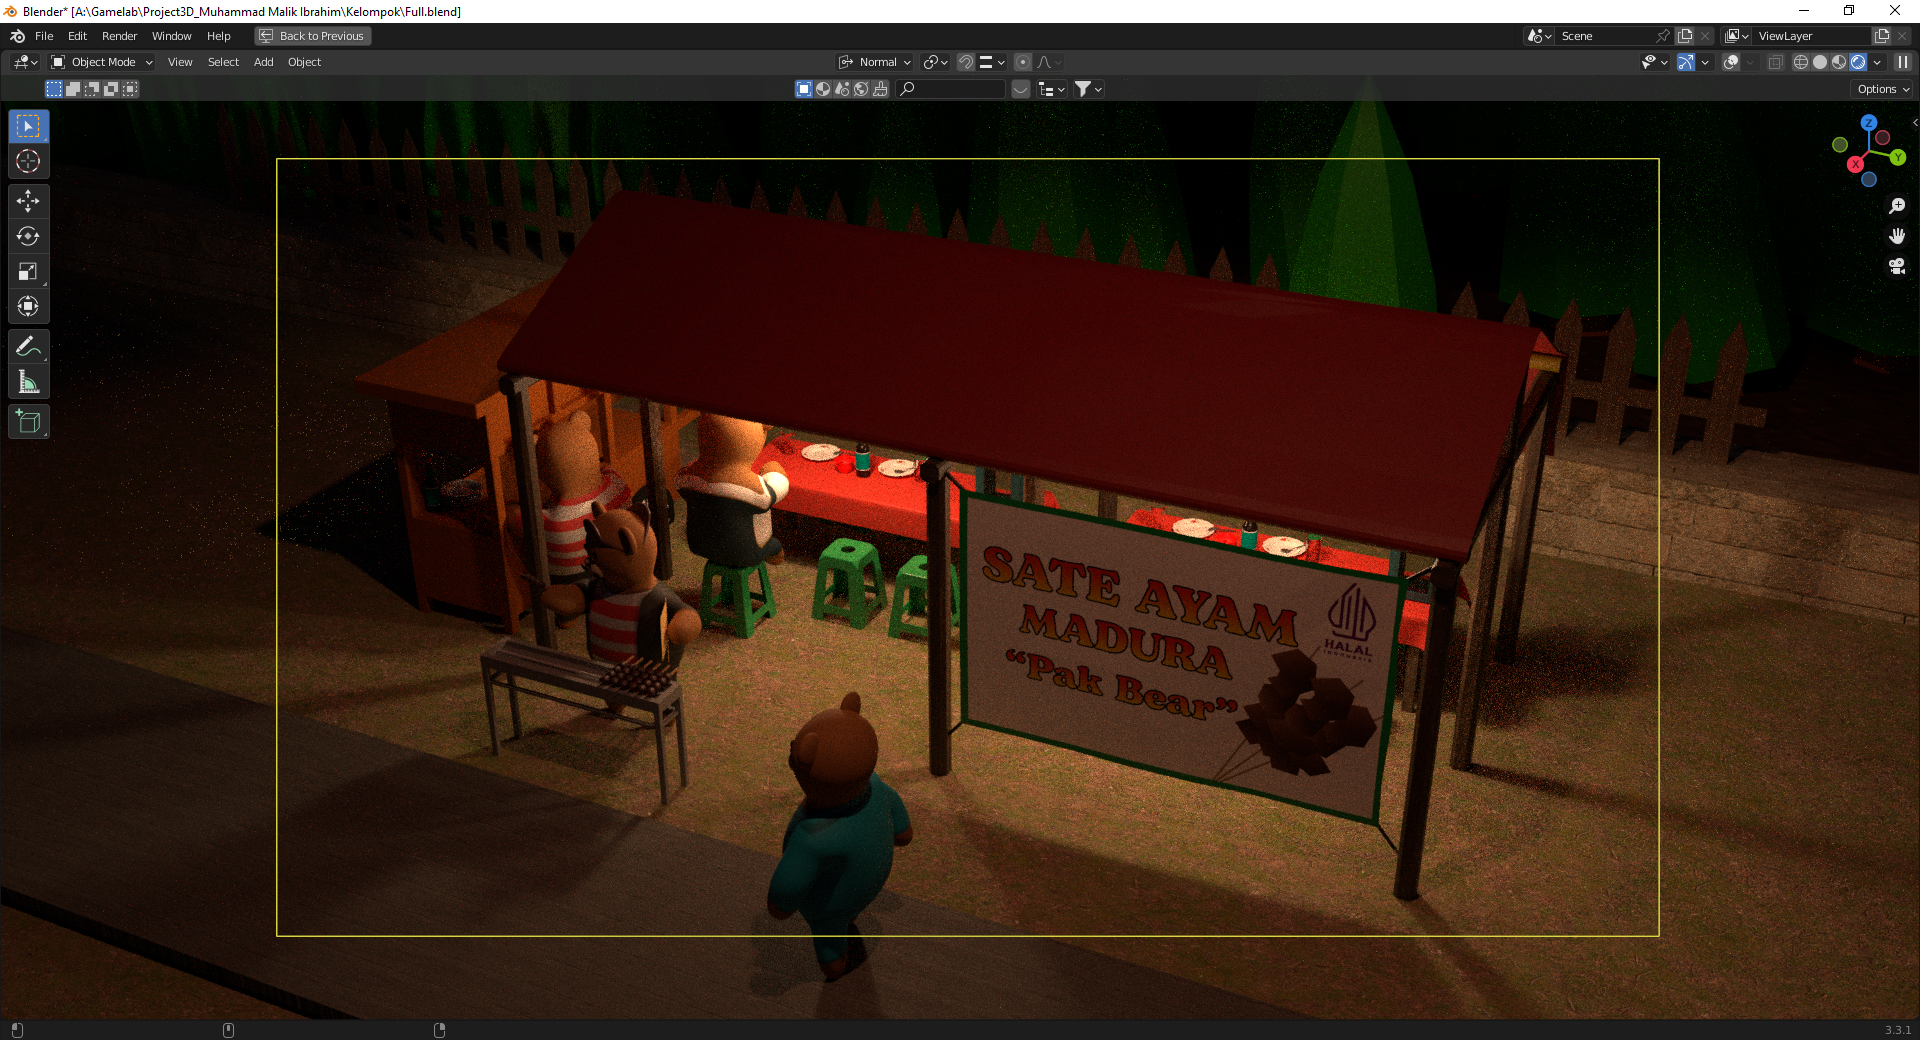 Blender* [A:\Gamelab\Project3D_Muhammad Malik Ibrahim\Kelompok\Full.blend]
File Edit Render Window Help Back to Previous Scene ViewLayer
Object Mode View Select Add Object Normal
Options
Z
Y
X
SATE AYAM
MADURA
“Pak Bear”
HALAL
INDONESIA
3.3.1